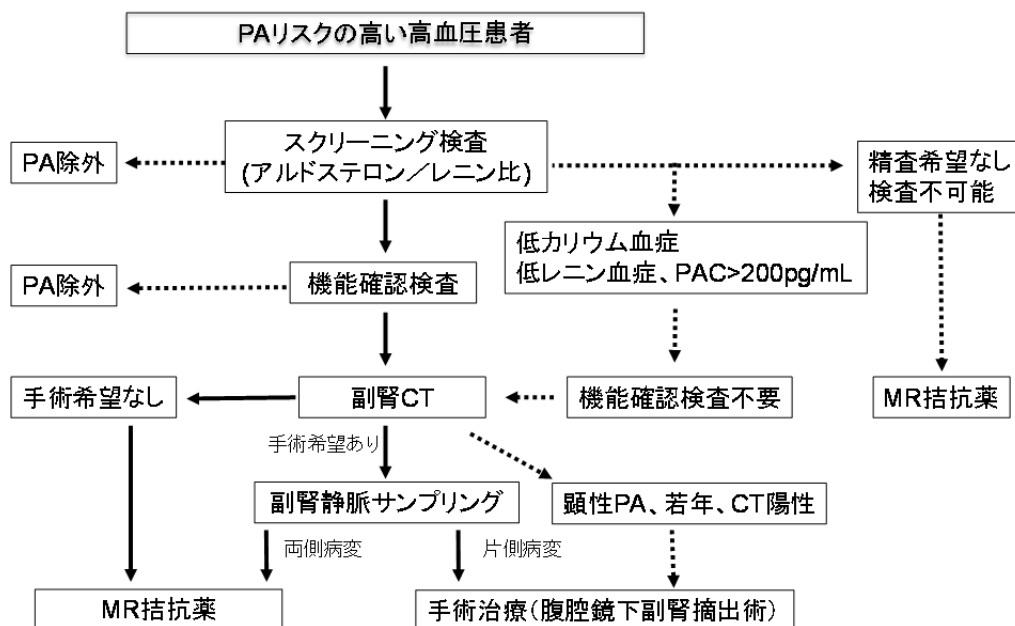 PAリスクの高い高血圧患者
スクリーニング検査
(アルドステロン／レニン比)
PA除外
精査希望なし
検査不可能
低カリウム血症
低レニン血症、PAC>200pg/mL
PA除外
機能確認検査
手術希望なし
副腎CT
機能確認検査不要
MR拮抗薬
手術希望あり
副腎静脈サンプリング
顕性PA、若年、CT陽性
両側病変
片側病変
MR拮抗薬
手術治療(腹腔鏡下副腎摘出術)